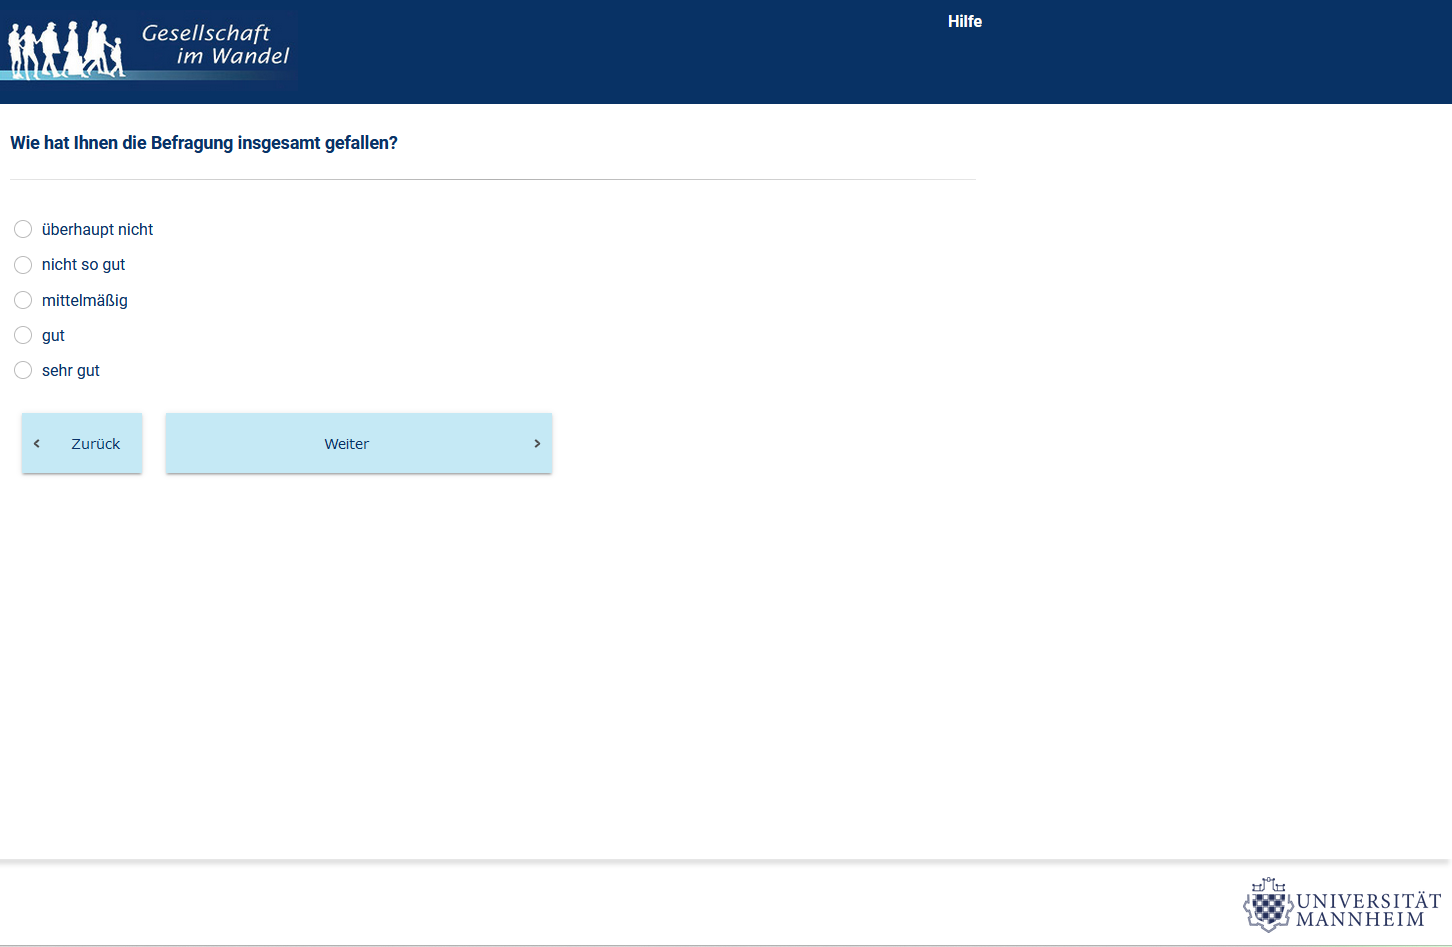 Gesellschaft
im Wandel
Hilfe
Wie hat Ihnen die Befragung insgesamt gefallen?
überhaupt nicht
nicht so gut
mittelmäßig
gut
sehr gut
Zurück
Weiter
UNIVERSITÄT
MANNHEIM